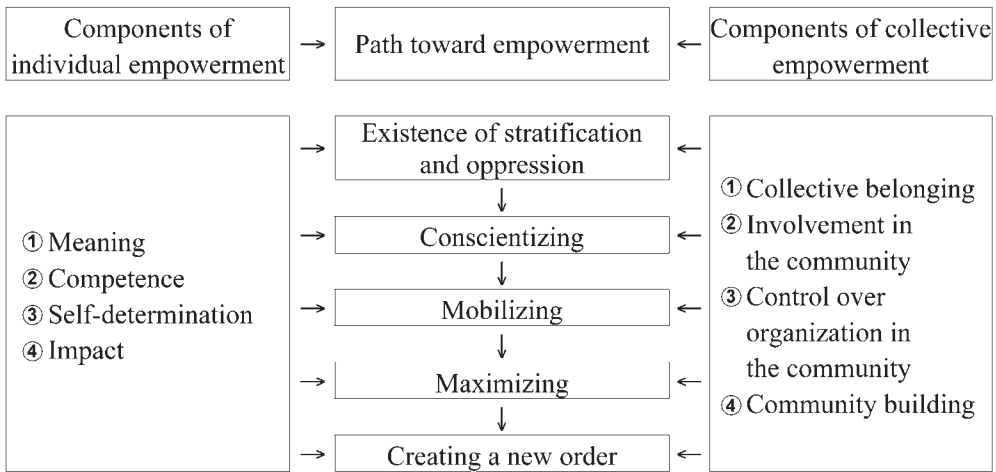 Components of
individual empowerment
Path toward empowerment
Components of collective
empowerment
① Meaning
② Competence
③ Self-determination
④ Impact
Existence of stratification
and oppression
Conscientizing
Mobilizing
Maximizing
Creating a new order
① Collective belonging
② Involvement in
the community
③ Control over
organization in
the community
④ Community building